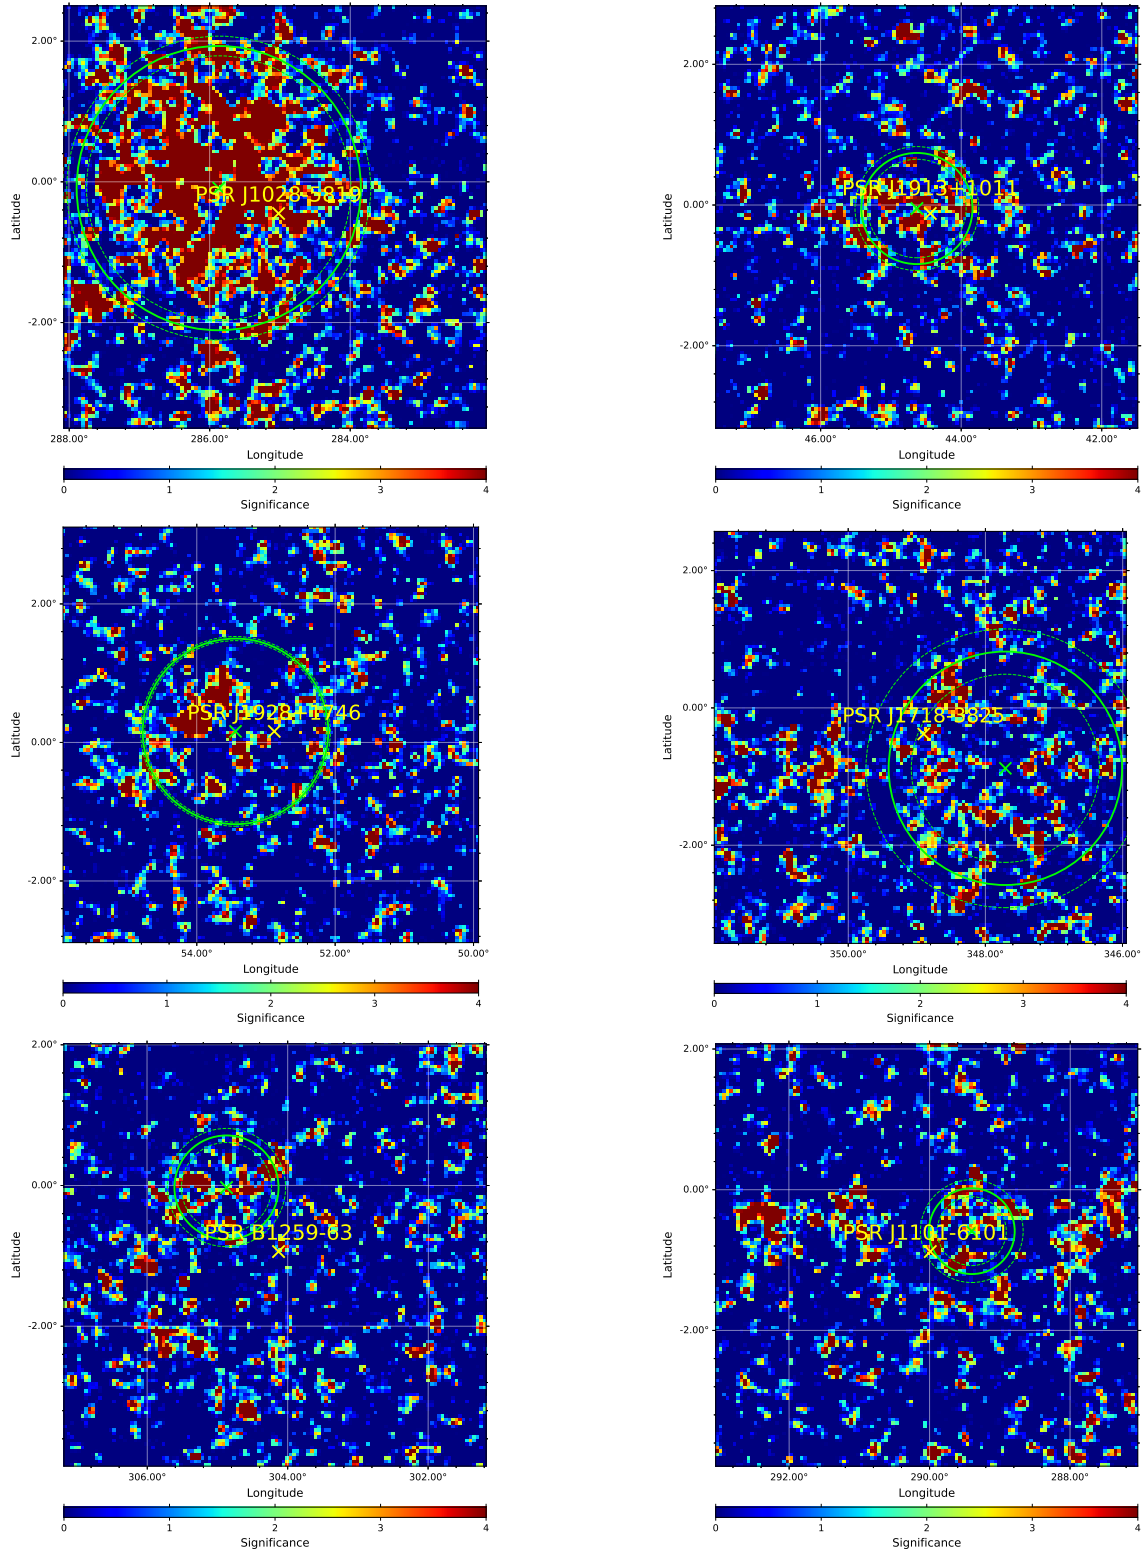 2.00°
0.00°
-2.00°
Latitude
PSR J1028-5819
288.00° 286.00° 284.00°
Longitude
0 1 2 3 4
Significance
2.00°
0.00°
-2.00°
Latitude
PSR J1913+1011
46.00° 44.00° 42.00°
Longitude
0 1 2 3 4
Significance
2.00°
0.00°
-2.00°
Latitude
PSR J1928+1746
54.00° 52.00° 50.00°
Longitude
0 1 2 3 4
Significance
2.00°
0.00°
-2.00°
Latitude
PSR J1718-3825
350.00° 348.00° 346.00°
Longitude
0 1 2 3 4
Significance
2.00°
0.00°
-2.00°
Latitude
PSR B1259-63
306.00° 304.00° 302.00°
Longitude
0 1 2 3 4
Significance
2.00°
0.00°
-2.00°
Latitude
PSR J1101-6101
292.00° 290.00° 288.00°
Longitude
0 1 2 3 4
Significance